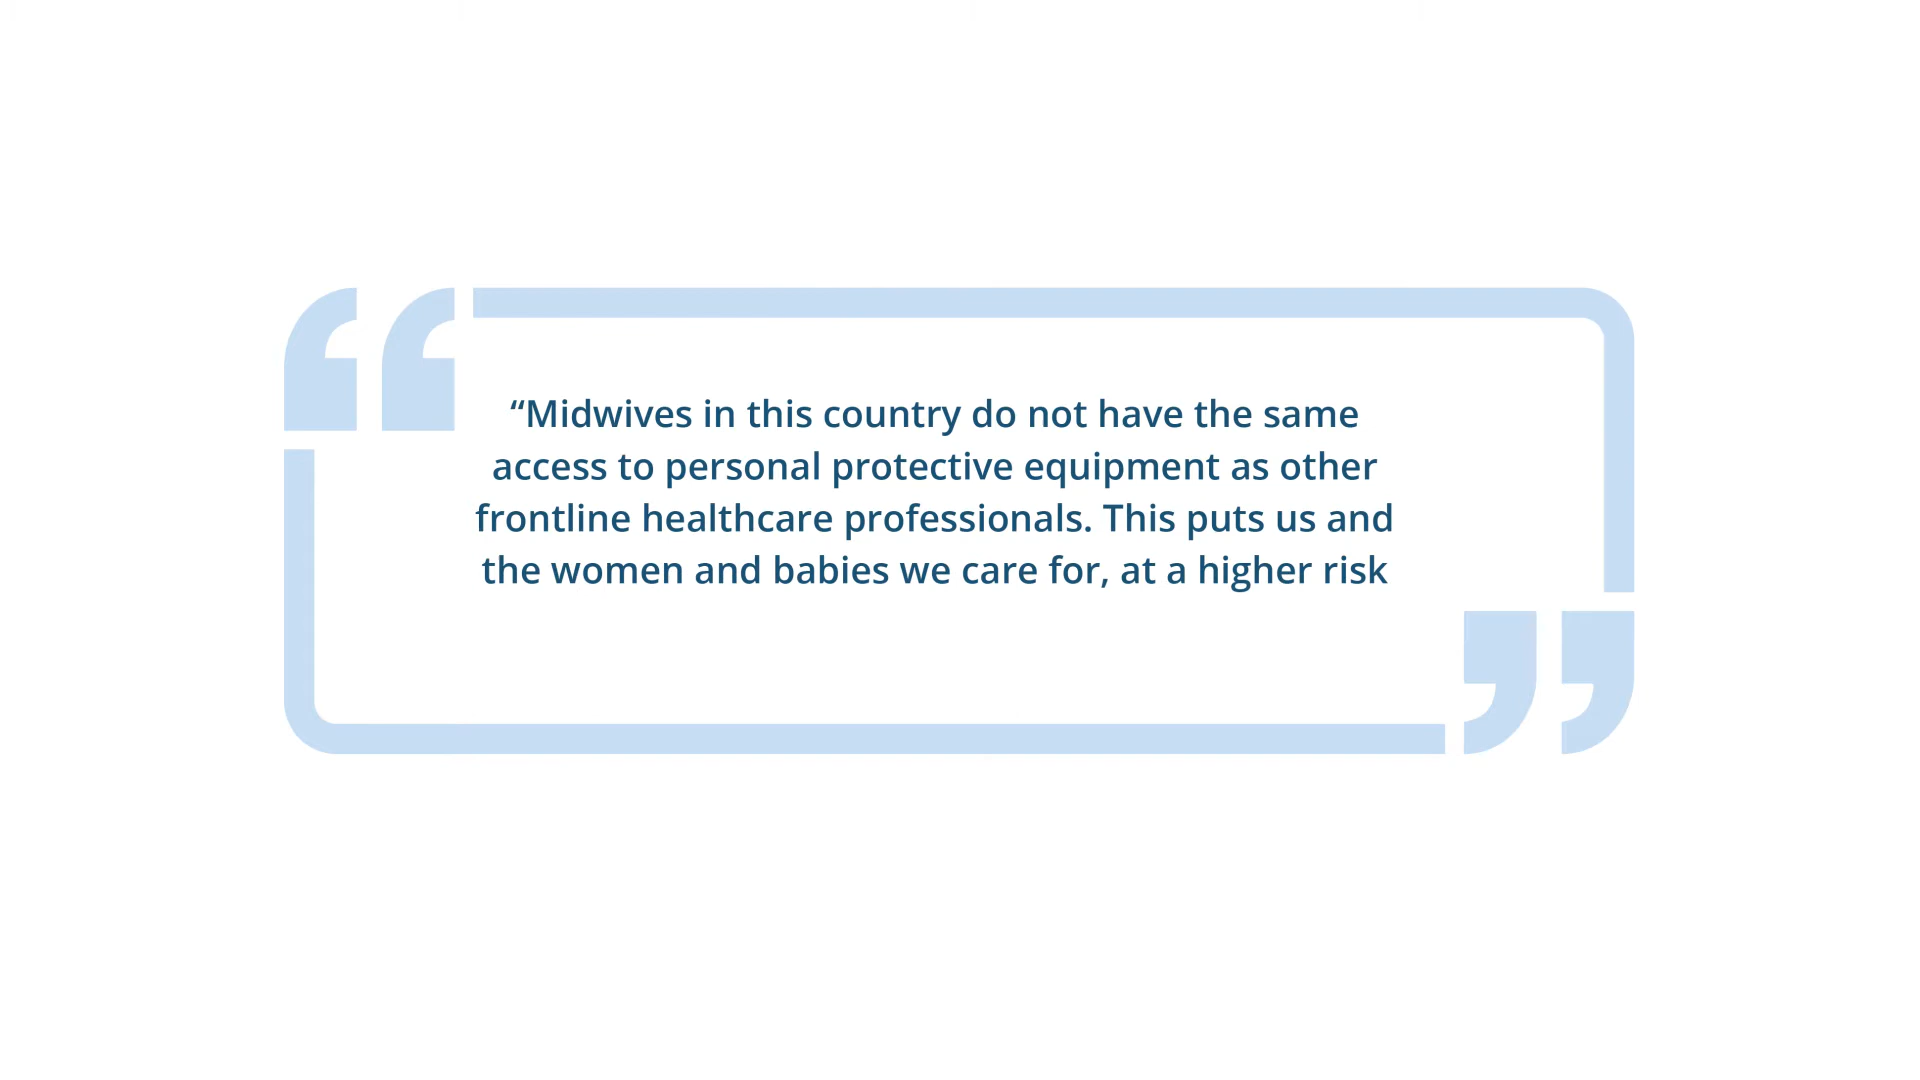 “Midwives in this country do not have the same
access to personal protective equipment as other
frontline healthcare professionals. This puts us and
the women and babies we care for, at a higher risk